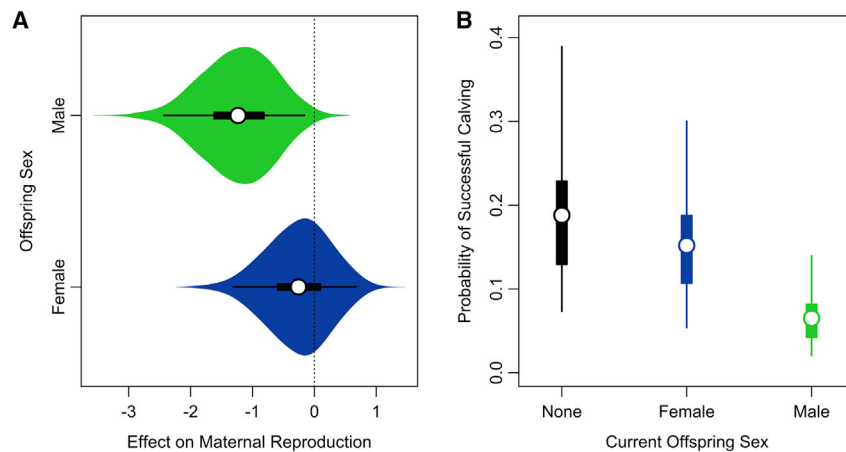 A
Male
Female
Offspring Sex
-3 -2 -1 0 1
Effect on Maternal Reproduction
B
0.4
0.3
0.2
0.1
0.0
Probability of Successful Calving
None Female Male
Current Offspring Sex